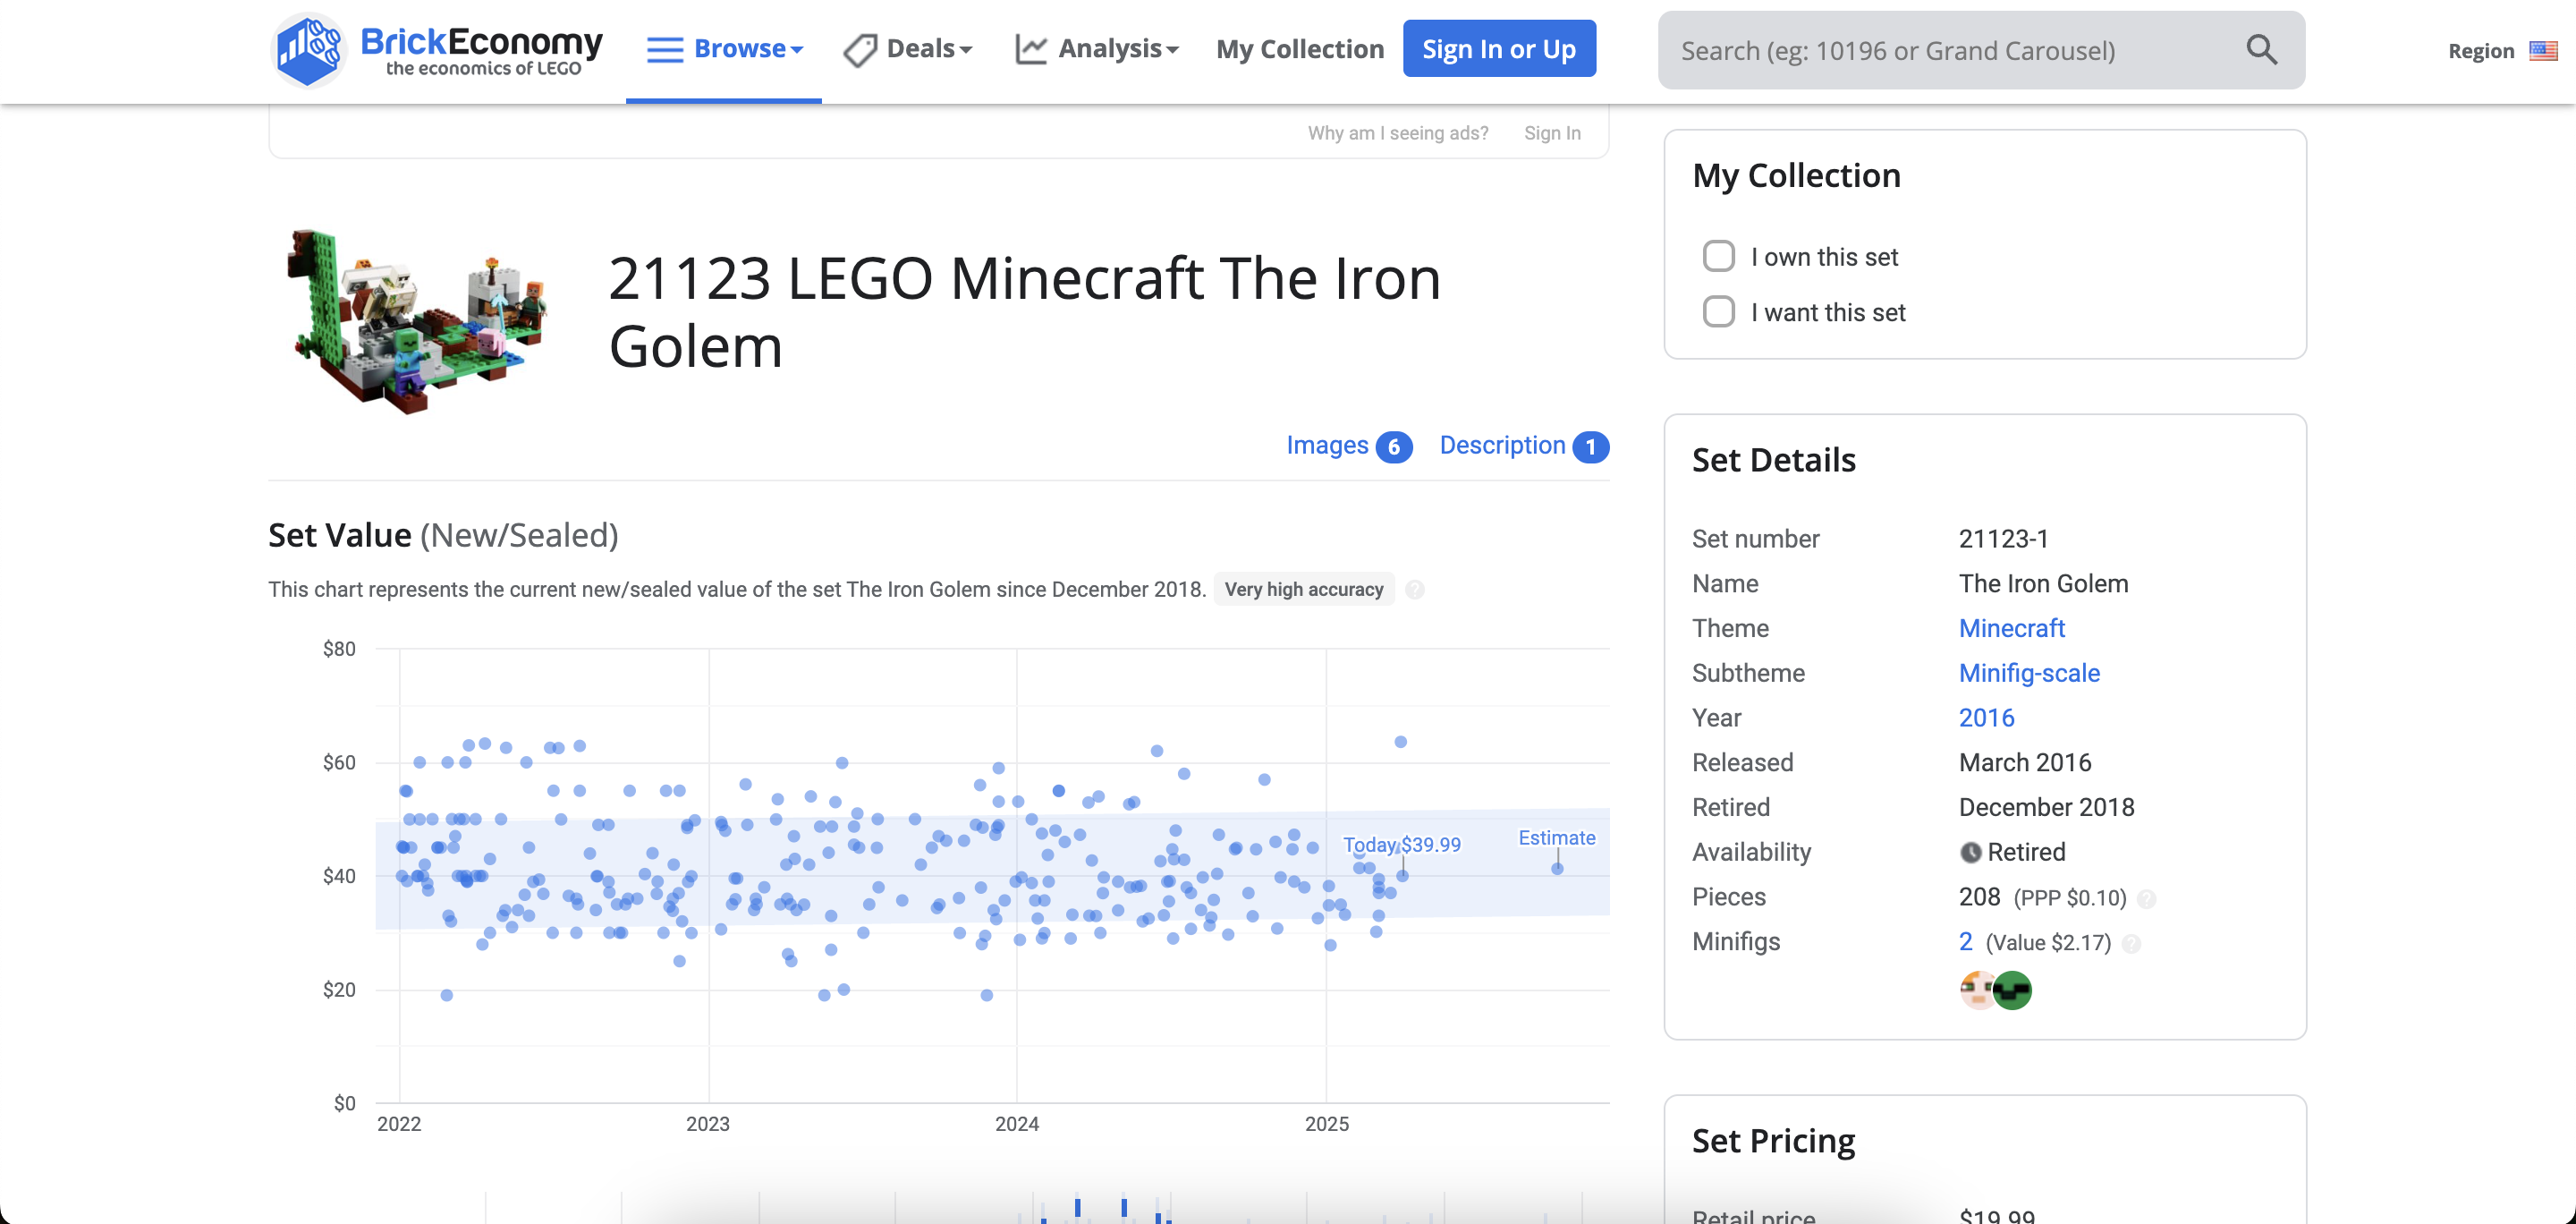 BrickEconomy
the economics of LEGO
Browse
Deals
Analysis
My Collection
Sign In or Up
Search (eg: 10196 or Grand Carousel)
Region
Why am I seeing ads? Sign In
21123 LEGO Minecraft The Iron
Golem
Images 6 Description 1
Set Value (New/Sealed)
This chart represents the current new/sealed value of the set The Iron Golem since December 2018. Very high accuracy ?
$80
$60
$40
$20
$0
Today $39.99
Estimate
2022 2023 2024 2025
My Collection
I own this set
I want this set
Set Details
Set number 21123-1
Name The Iron Golem
Theme Minecraft
Subtheme Minifig-scale
Year 2016
Released March 2016
Retired December 2018
Availability Retired
Pieces 208 (PPP $0.10) ?
Minifigs 2 (Value $2.17) ?
Set Pricing
Retail price $19.99